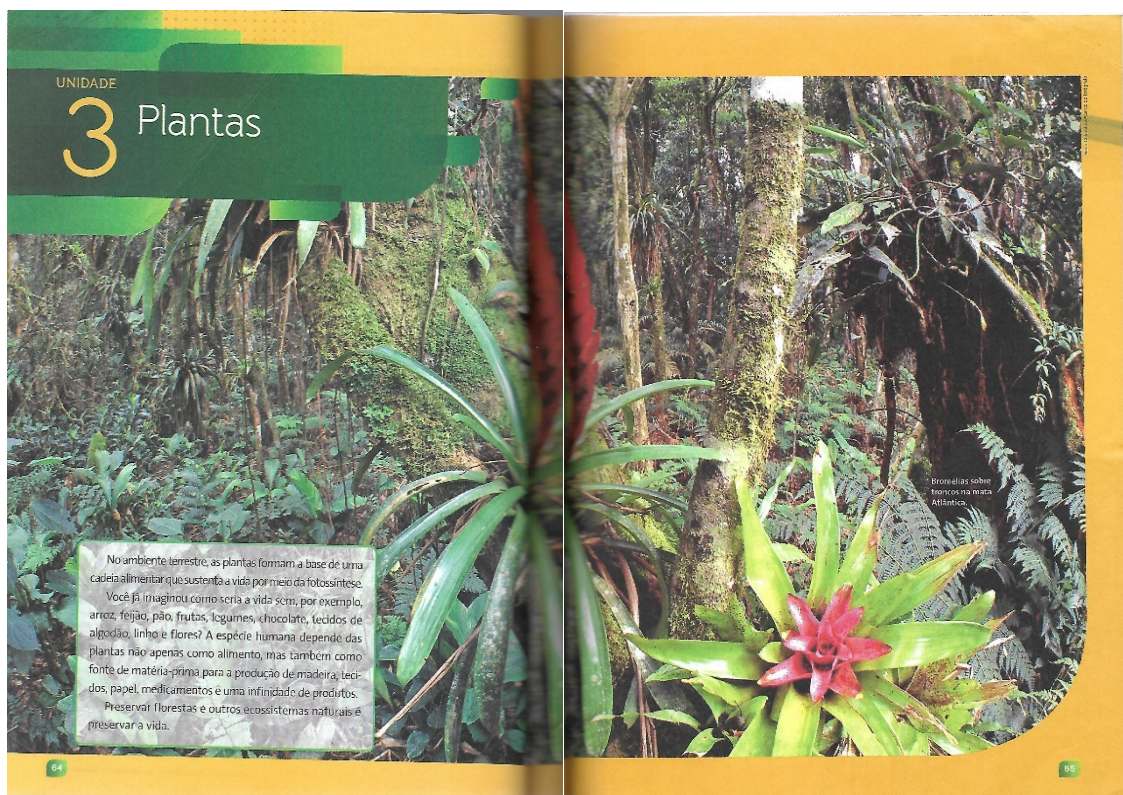 UNIDADE
3 Plantas
No ambiente terrestre, as plantas formam a base de uma
cadeia alimentar que sustenta a vida por meio da fotossíntese.
Você já imaginou como seria a vida sem, por exemplo,
arroz, feijão, pão, frutas, legumes, chocolate, tecidos de
algodão, linho e flores? A espécie humana depende das
plantas não apenas como alimento, mas também como
fonte de matéria-prima para a produção de madeira, teci-
dos, papel, medicamentos e uma infinidade de produtos.
Preservar florestas e outros ecossistemas naturais é
preservar a vida.
64
Bromélias sobre
troncos na mata
Atlântica.
65